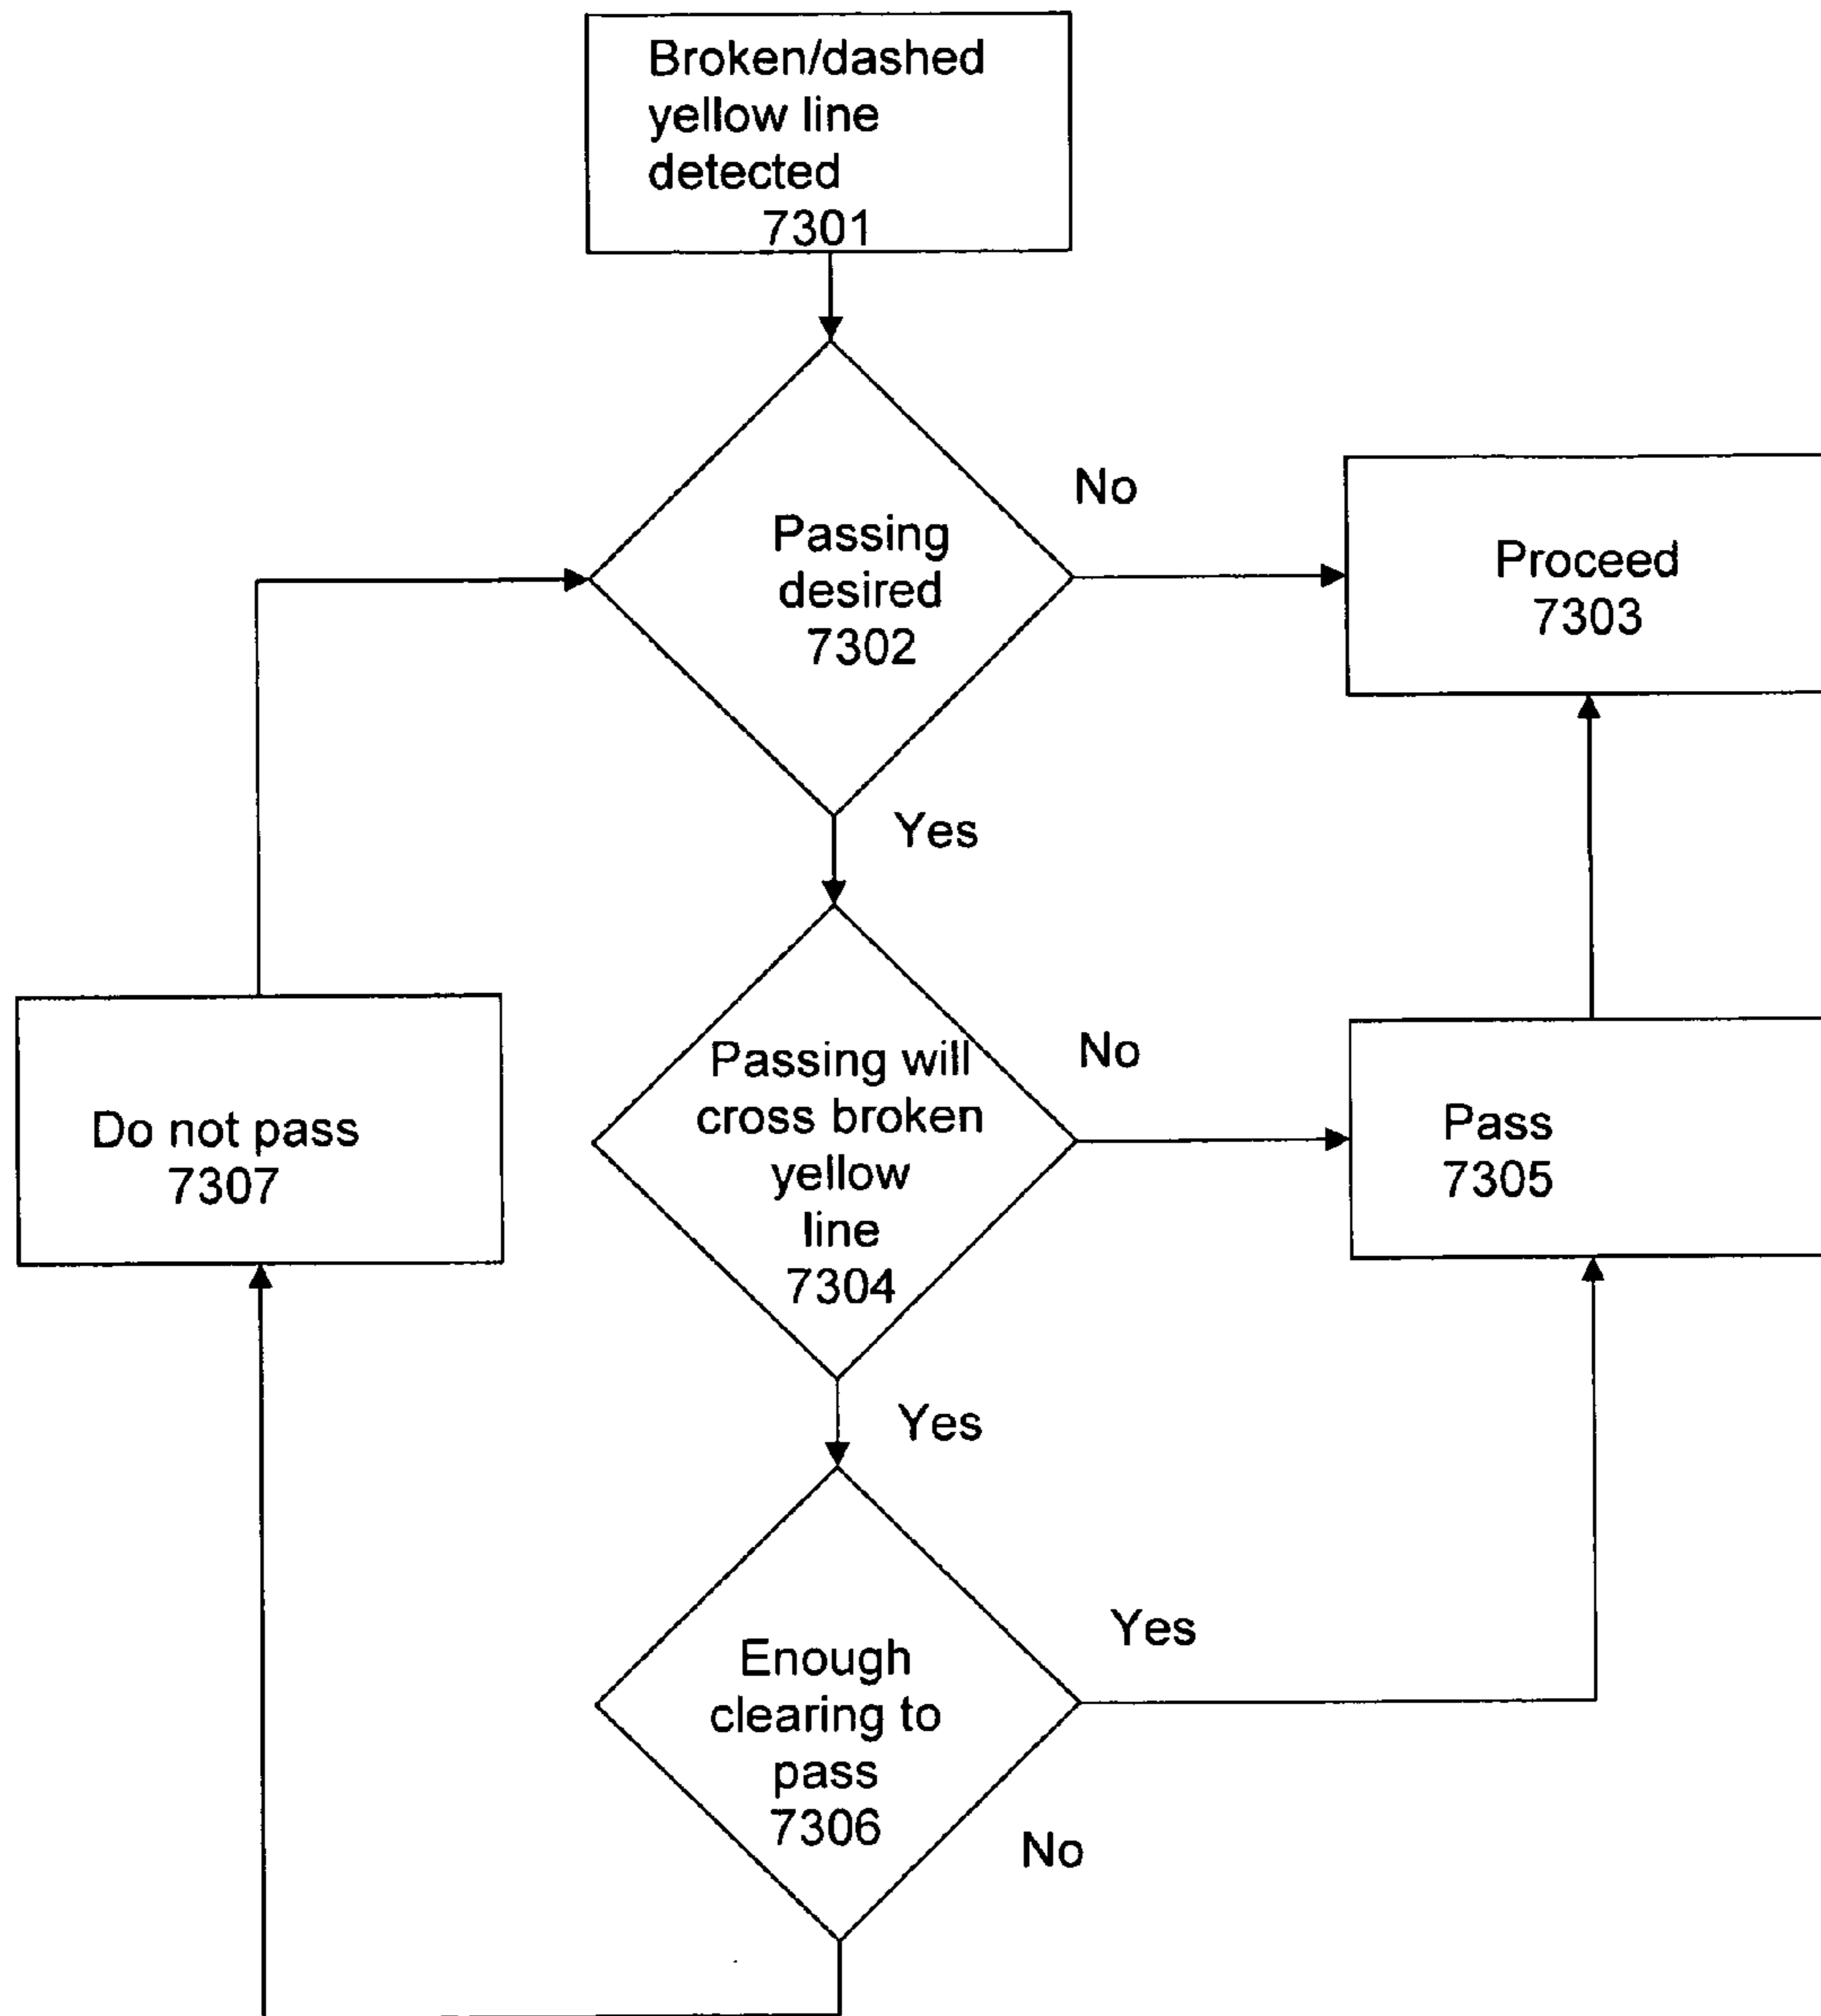 Broken/dashed
yellow line
detected
7301
Passing
desired
7302
No
Proceed
7303
Yes
Do not pass
7307
Passing will
cross broken
yellow
line
7304
No
Pass
7305
Yes
Enough
clearing to
pass
7306
Yes
No